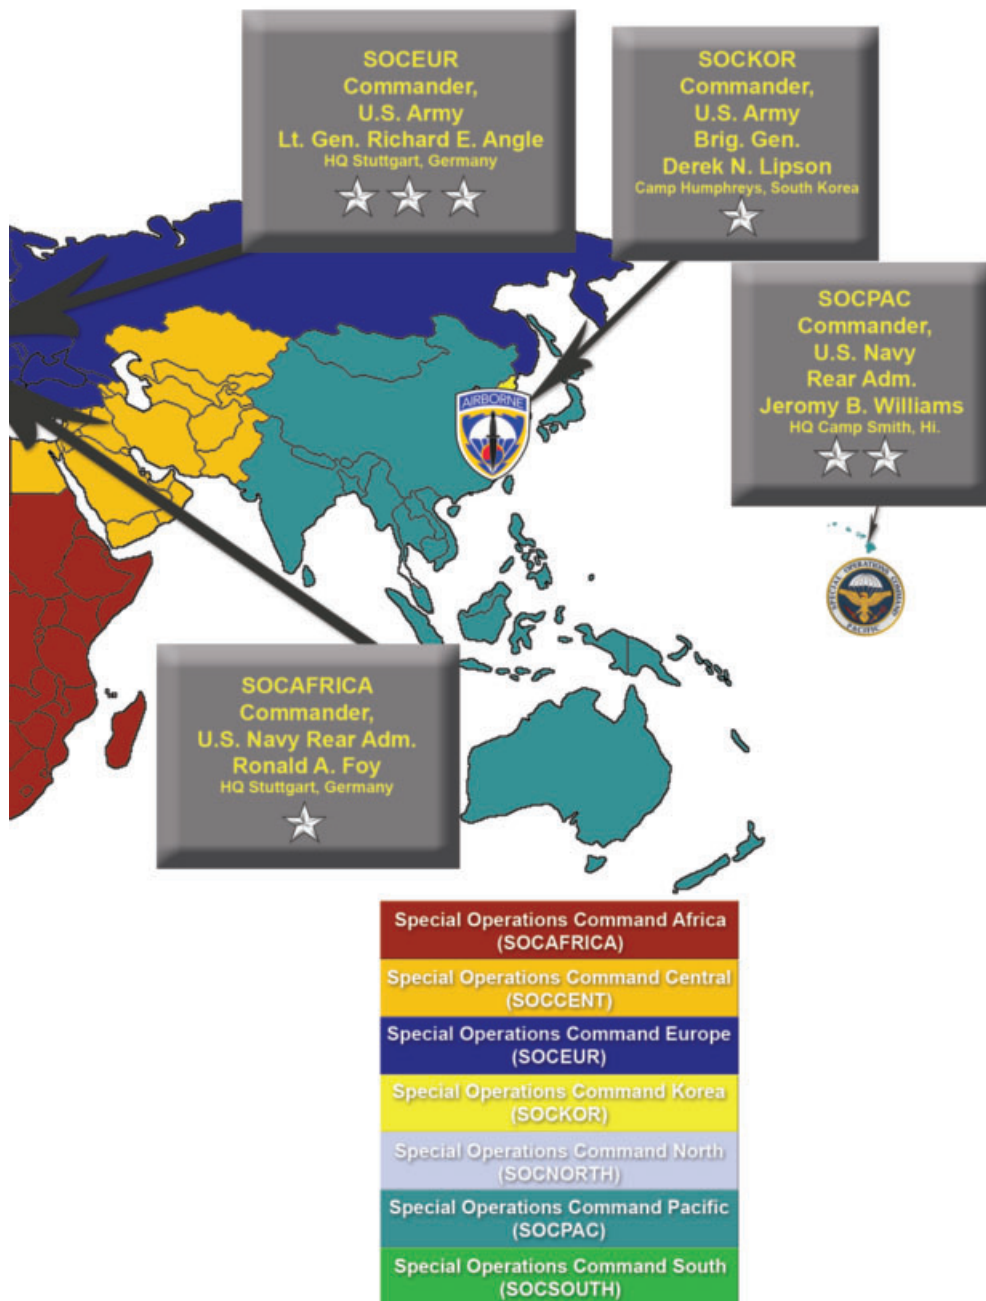 SOCEUR
Commander,
U.S. Army
Lt. Gen. Richard E. Angle
HQ Stuttgart, Germany
SOCKOR
Commander,
U.S. Army
Brig. Gen.
Derek N. Lipson
Camp Humphreys, South Korea
SOCPAC
Commander,
U.S. Navy
Rear Adm.
Jeromy B. Williams
HQ Camp Smith, Hi.
AIRBORNE
SPECIAL OPERATIONS COMMAND
PACIFIC
SOCAFRICA
Commander,
U.S. Navy Rear Adm.
Ronald A. Foy
HQ Stuttgart, Germany
Special Operations Command Africa
(SOCAFRICA)
Special Operations Command Central
(SOCCENT)
Special Operations Command Europe
(SOCEUR)
Special Operations Command Korea
(SOCKOR)
Special Operations Command North
(SOCNORTH)
Special Operations Command Pacific
(SOCPAC)
Special Operations Command South
(SOCSOUTH)